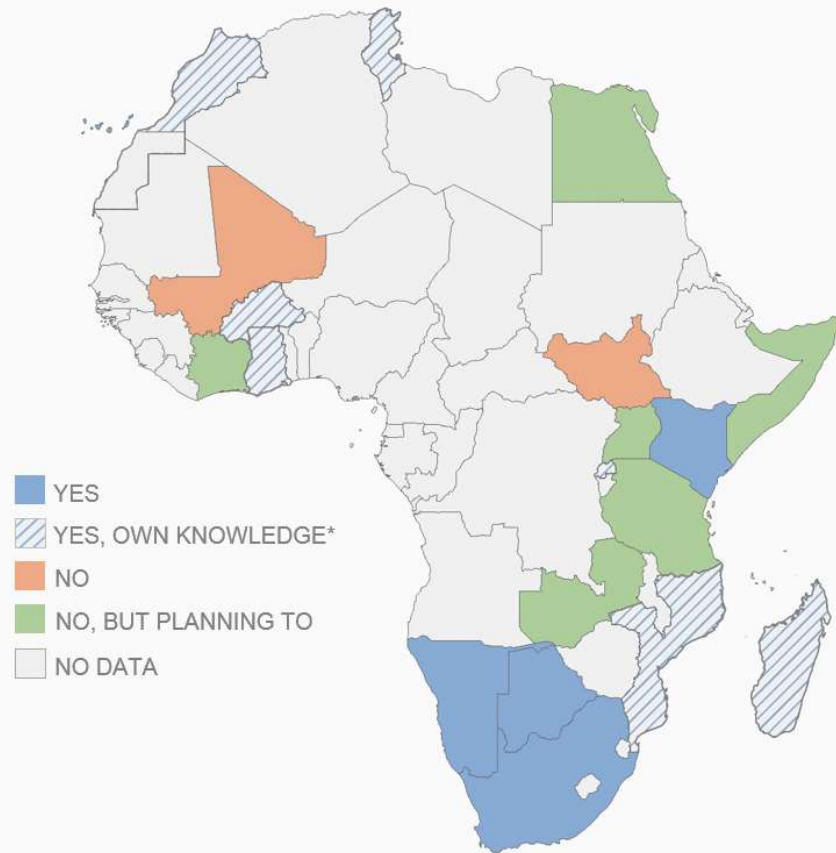 YES
YES, OWN KNOWLEDGE*
NO
NO, BUT PLANNING TO
NO DATA